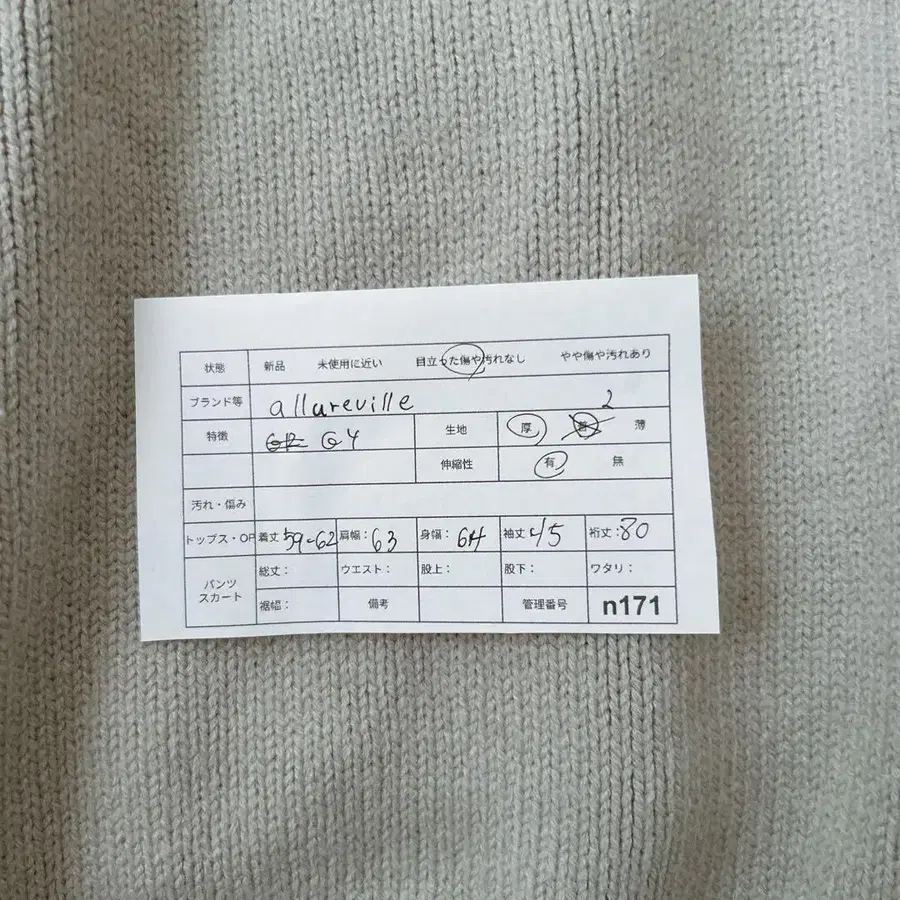 状態 新品 未使用に近い 目立った傷や汚れなし やや傷や汚れあり
ブランド等 allureville 2
特徴 GY 生地 厚 普 薄
伸縮性 有 無
汚れ・傷み
トップス・OP 着丈 59-62 肩幅: 63 身幅: 64 袖丈 45 裄丈: 80
パンツ スカート 総丈: ウエスト: 股上: 股下: ワタリ:
裾幅: 備考 管理番号 n171